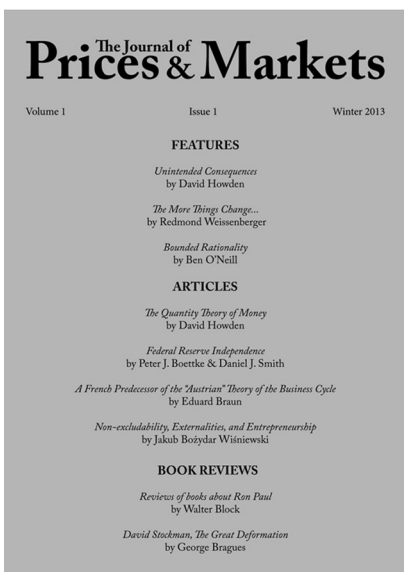 The Journal of
Prices & Markets
Volume 1 Issue 1 Winter 2013
FEATURES
Unintended Consequences
by David Howden
The More Things Change...
by Redmond Weissenberger
Bounded Rationality
by Ben O'Neill
ARTICLES
The Quantity Theory of Money
by David Howden
Federal Reserve Independence
by Peter J. Boettke & Daniel J. Smith
A French Predecessor of the "Austrian" Theory of the Business Cycle
by Eduard Braun
Non-excludability, Externalities, and Entrepreneurship
by Jakub Bożydar Wiśniewski
BOOK REVIEWS
Reviews of books about Ron Paul
by Walter Block
David Stockman, The Great Deformation
by George Bragues